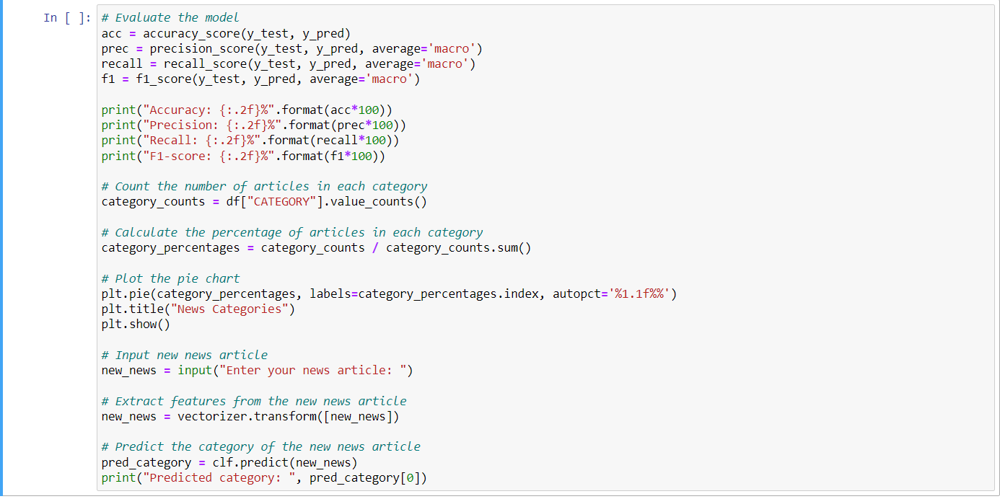 In [ ]:
# Evaluate the model
acc = accuracy_score(y_test, y_pred)
prec = precision_score(y_test, y_pred, average='macro')
recall = recall_score(y_test, y_pred, average='macro')
f1 = f1_score(y_test, y_pred, average='macro')

print("Accuracy: {:.2f}%".format(acc*100))
print("Precision: {:.2f}%".format(prec*100))
print("Recall: {:.2f}%".format(recall*100))
print("F1-score: {:.2f}%".format(f1*100))

# Count the number of articles in each category
category_counts = df["CATEGORY"].value_counts()

# Calculate the percentage of articles in each category
category_percentages = category_counts / category_counts.sum()

# Plot the pie chart
plt.pie(category_percentages, labels=category_percentages.index, autopct='%1.1f%%')
plt.title("News Categories")
plt.show()

# Input new news article
new_news = input("Enter your news article: ")

# Extract features from the new news article
new_news = vectorizer.transform([new_news])

# Predict the category of the new news article
pred_category = clf.predict(new_news)
print("Predicted category: ", pred_category[0])